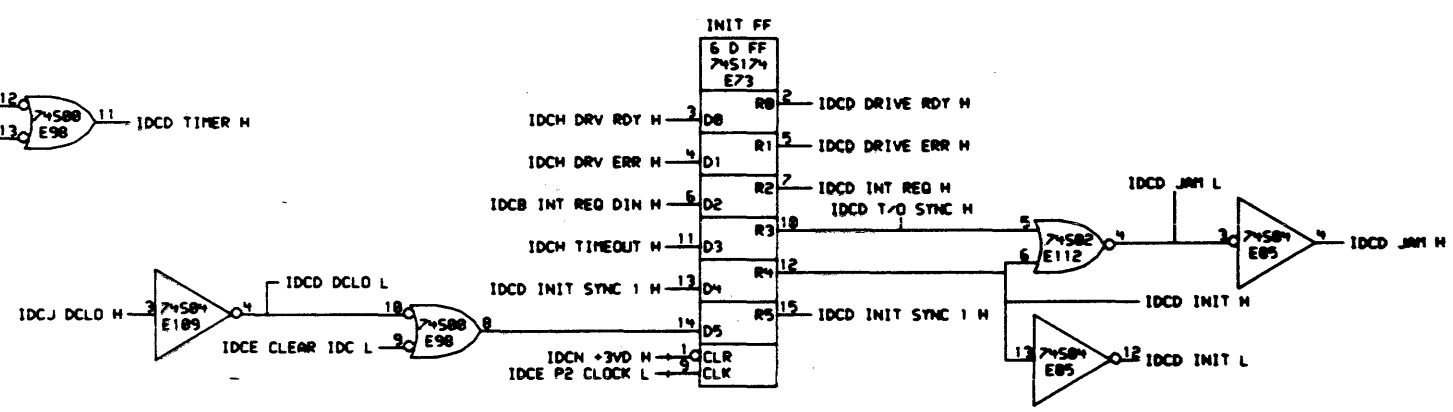 INIT FF
6 D FF
74S174
E73
12
13
74S00
E98
11
IDCD TIMER H
IDCH DRV RDY H
3
D0
R0
2
IDCD DRIVE RDY H
IDCH DRV ERR H
4
D1
R1
5
IDCD DRIVE ERR H
IDCB INT REQ DIN H
6
D2
R2
7
IDCD INT REQ H
IDCH TIMEOUT H
11
D3
R3
10
IDCD T/O SYNC H
IDCD INIT SYNC 1 H
13
D4
R4
12
14
D5
R5
15
IDCD INIT SYNC 1 H
IDCN +3VD H
1
CLR
IDCE P2 CLOCK L
9
CLK
IDCJ DCLO H
3
74S04
E109
4
IDCD DCLO L
10
IDCE CLEAR IDC L
9
74S00
E98
8
5
6
74S02
E112
4
IDCD JAM L
3
74S04
E85
4
IDCD JAM H
IDCD INIT H
13
74S04
E85
12
IDCD INIT L